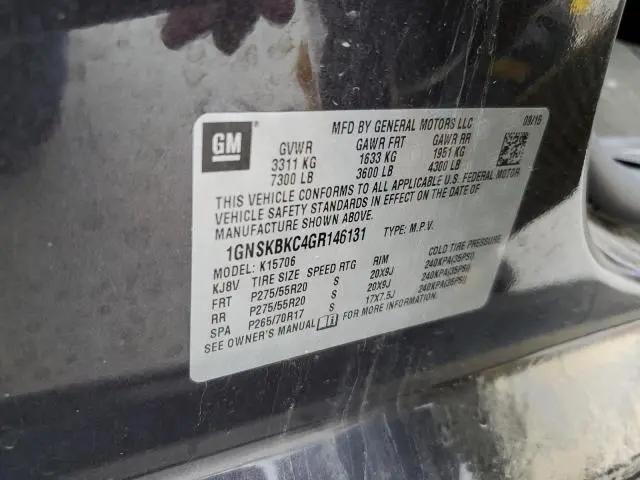 GM
MFD BY GENERAL MOTORS LLC
GVWR GAWR FRT GAWR RR
3311 KG 1633 KG 1951 KG
7300 LB 3600 LB 4300 LB
THIS VEHICLE CONFORMS TO ALL APPLICABLE U.S. FEDERAL MOTOR
VEHICLE SAFETY STANDARDS IN EFFECT ON THE DATE OF
MANUFACTURE SHOWN ABOVE.
1GNSKBKC4GR146131 TYPE: M.P.V.
MODEL: K15706
KJ8V TIRE SIZE SPEED RTG RIM COLD TIRE PRESSURE
FRT P275/55R20 S 20X9J 240KPA(35PSI)
RR P275/55R20 S 20X9J 240KPA(35PSI)
SPA P265/70R17 S 17X7.5J 240KPA(35PSI)
SEE OWNER'S MANUAL FOR MORE INFORMATION.